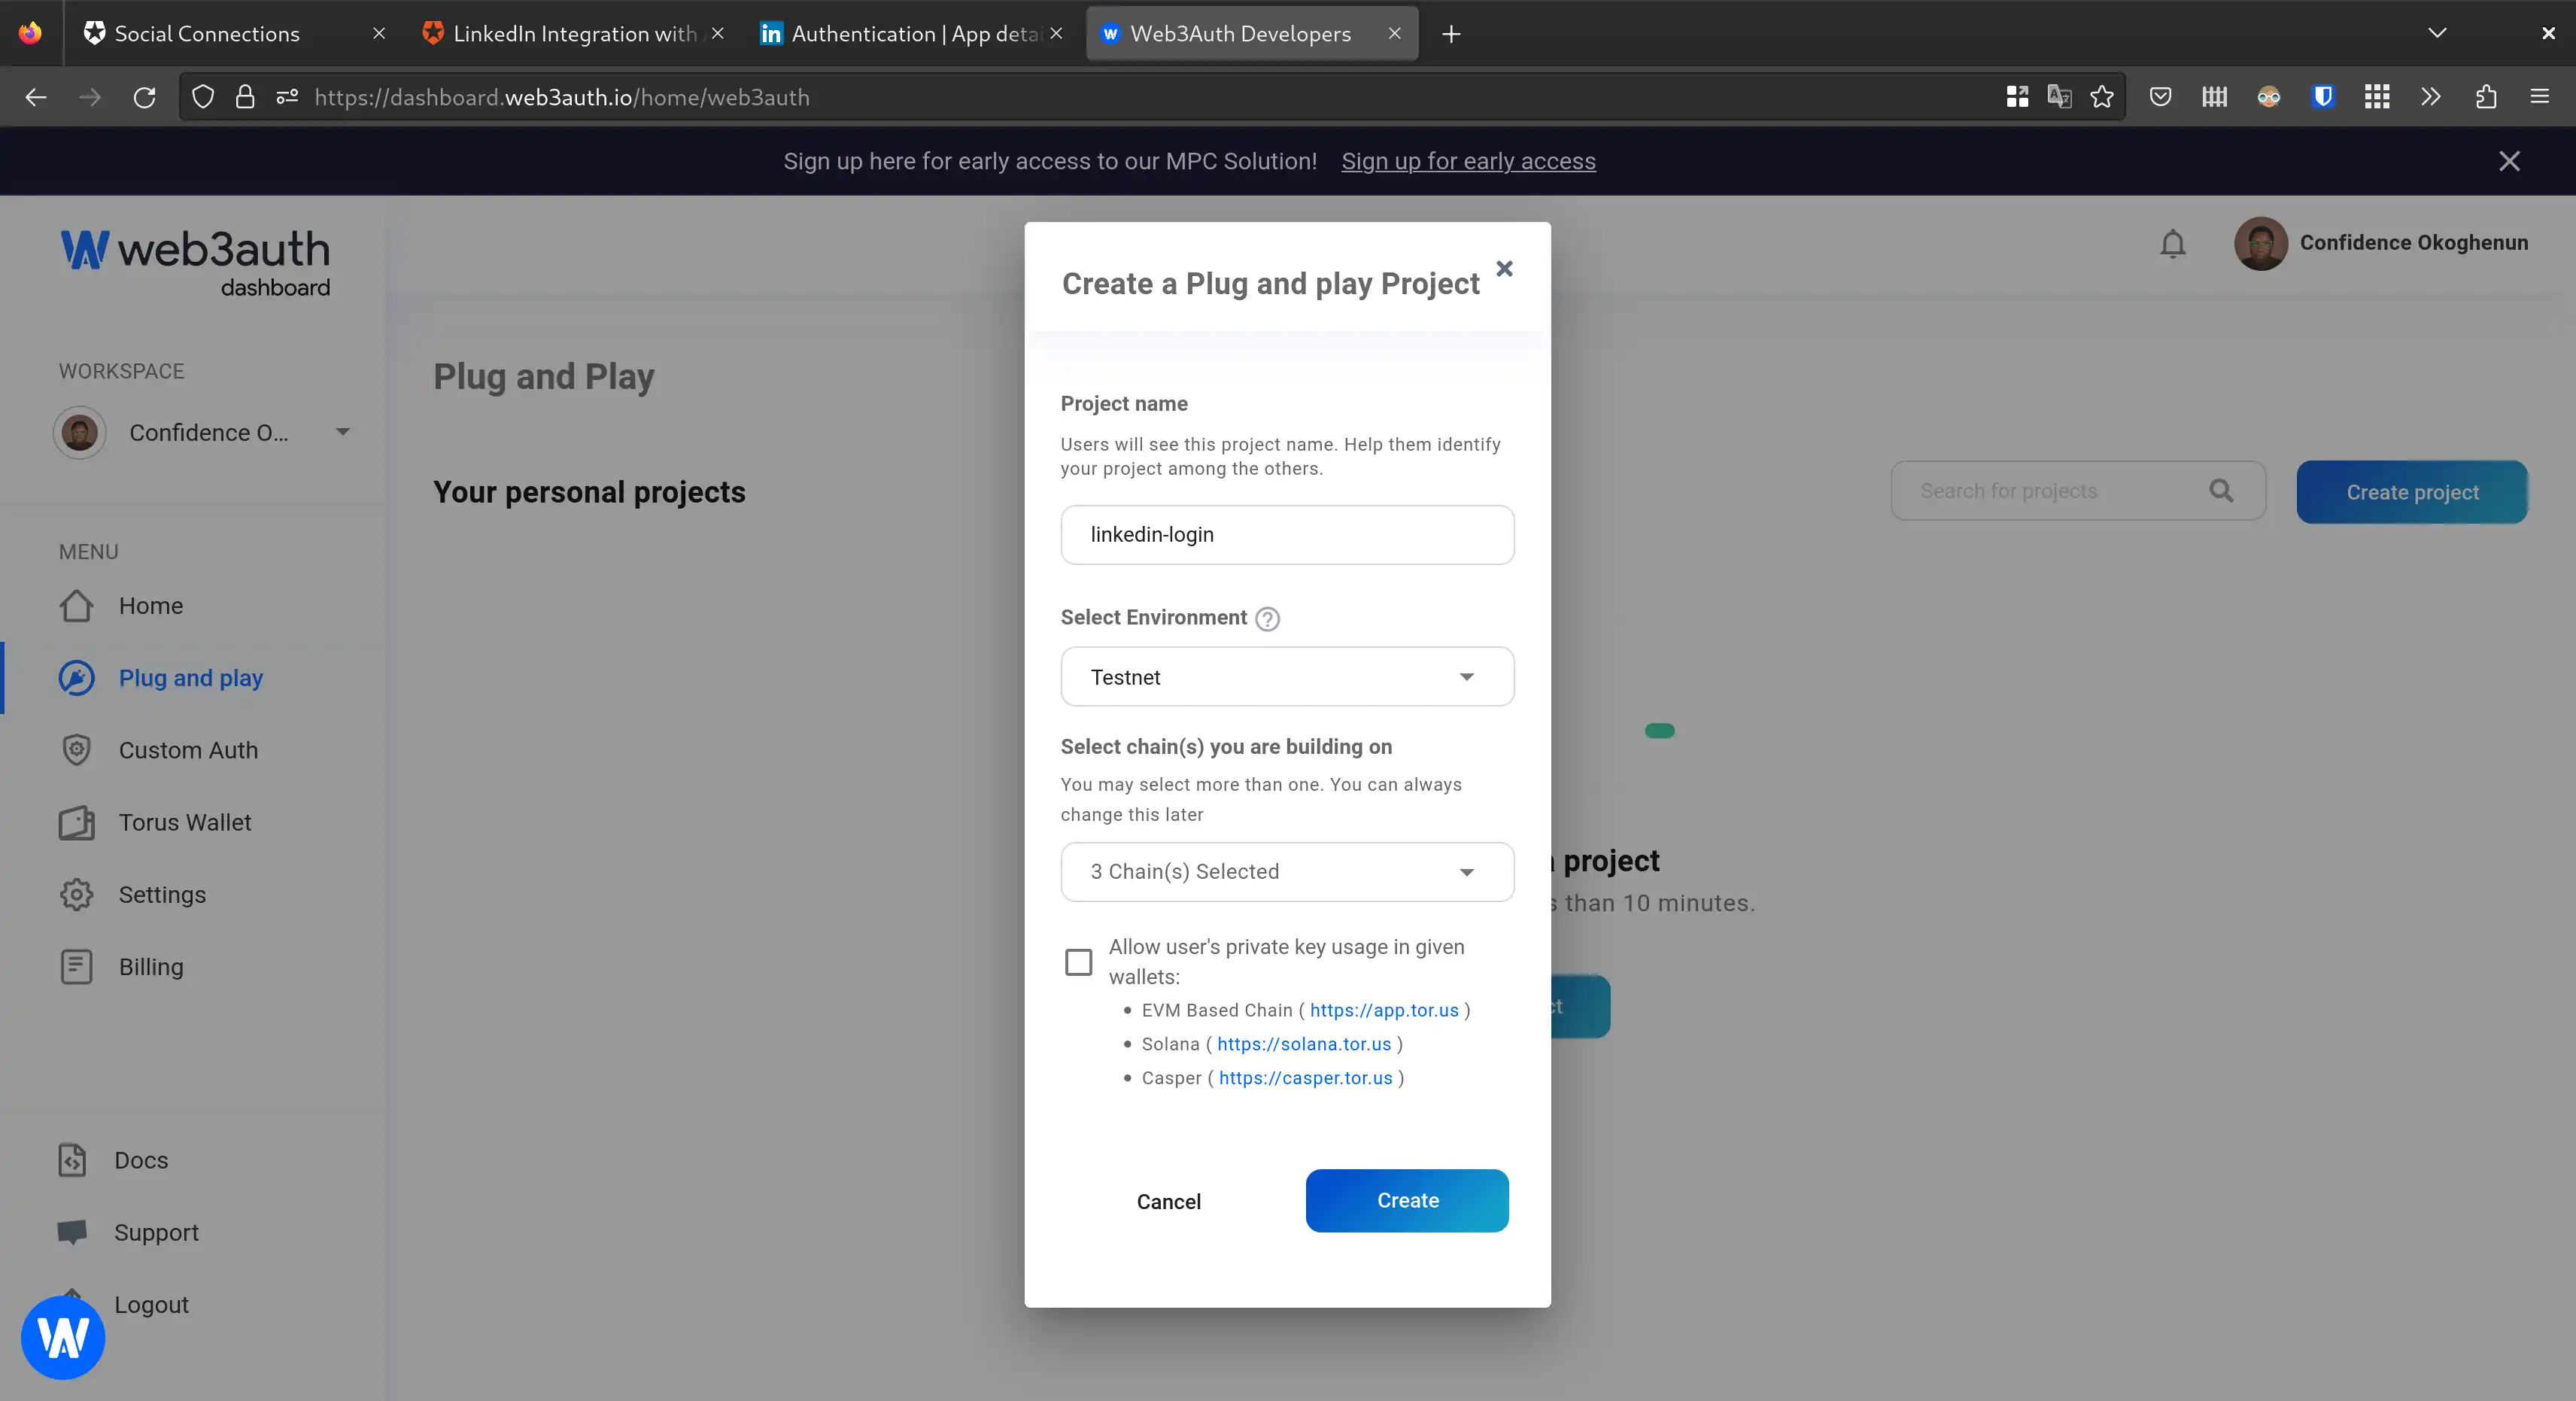 Social Connections
LinkedIn Integration with
Authentication | App detai
Web3Auth Developers
https://dashboard.web3auth.io/home/web3auth
Sign up here for early access to our MPC Solution! Sign up for early access
web3auth
dashboard
Confidence Okoghenun
WORKSPACE
Confidence O...
MENU
Home
Plug and play
Custom Auth
Torus Wallet
Settings
Billing
Docs
Support
Logout
Plug and Play
Your personal projects
Search for projects
Create project
project
than 10 minutes.
Create a Plug and play Project
Project name
Users will see this project name. Help them identify
your project among the others.
linkedin-login
Select Environment ?
Testnet
Select chain(s) you are building on
You may select more than one. You can always
change this later
3 Chain(s) Selected
Allow user's private key usage in given
wallets:
• EVM Based Chain ( https://app.tor.us )
• Solana ( https://solana.tor.us )
• Casper ( https://casper.tor.us )
Cancel
Create